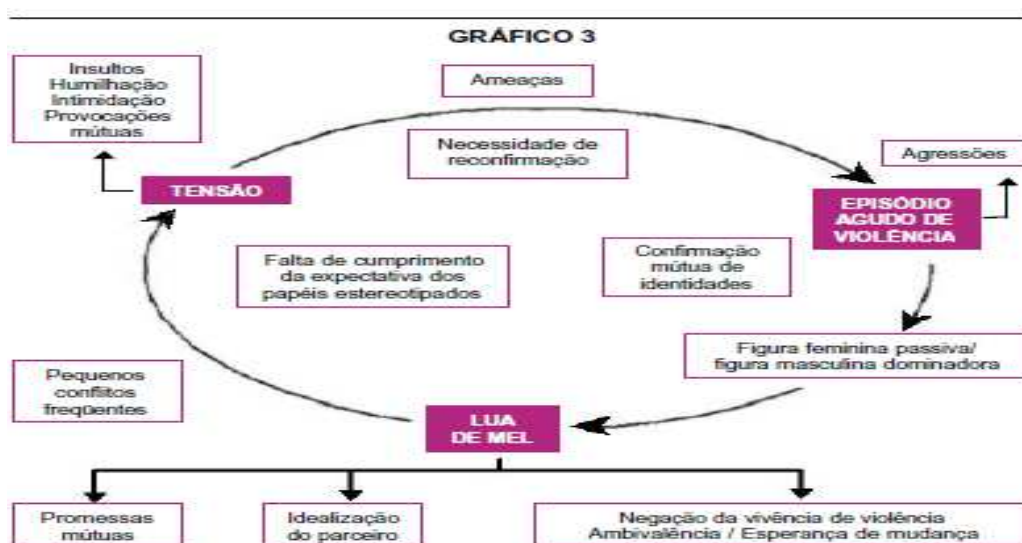 GRÁFICO 3
Insultos
Humilhação
Intimidação
Provocações
mútuas
Ameaças
Necessidade de
reconfirmação
Agressões
TENSÃO
EPISÓDIO
AGUDO DE
VIOLÊNCIA
Falta de cumprimento
da expectativa dos
papéis estereotipados
Confirmação
mútua de
identidades
Figura feminina passiva/
figura masculina dominadora
Pequenos
conflitos
freqüentes
LUA
DE MEL
Promessas
mútuas
Idealização
do parceiro
Negação da vivência de violência
Ambivalência / Esperança de mudança